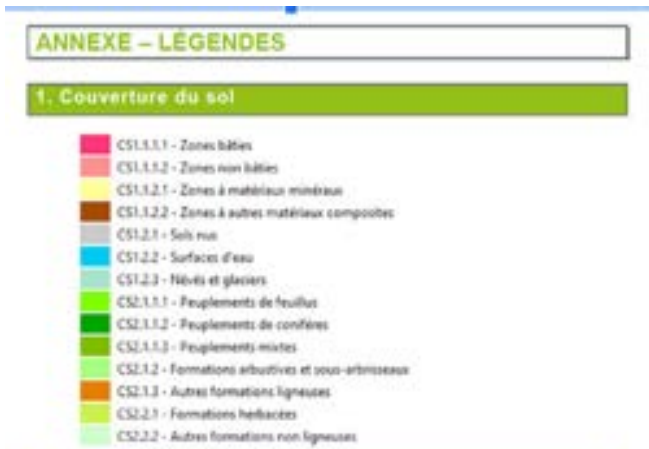 ANNEXE – LÉGENDES
1. Couverture du sol
CS1.1.1.1 - Zones bâties
CS1.1.1.2 - Zones non bâties
CS1.1.2.1 - Zones à matériaux minéraux
CS1.1.2.2 - Zones à autres matériaux composites
CS1.2.1 - Sols nus
CS1.2.2 - Surfaces d'eau
CS1.2.3 - Névés et glaciers
CS2.1.1.1 - Peuplements de feuillus
CS2.1.1.2 - Peuplements de conifères
CS2.1.1.3 - Peuplements mixtes
CS2.1.2 - Formations arbustives et sous-arbrisseaux
CS2.1.3 - Autres formations ligneuses
CS2.2.1 - Formations herbacées
CS2.2.2 - Autres formations non ligneuses